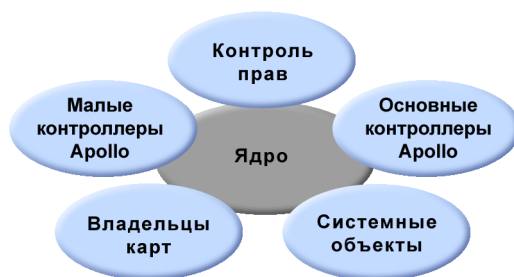 Контроль
прав
Малые
контроллеры
Apollo
Основные
контроллеры
Apollo
Ядро
Владельцы
карт
Системные
объекты